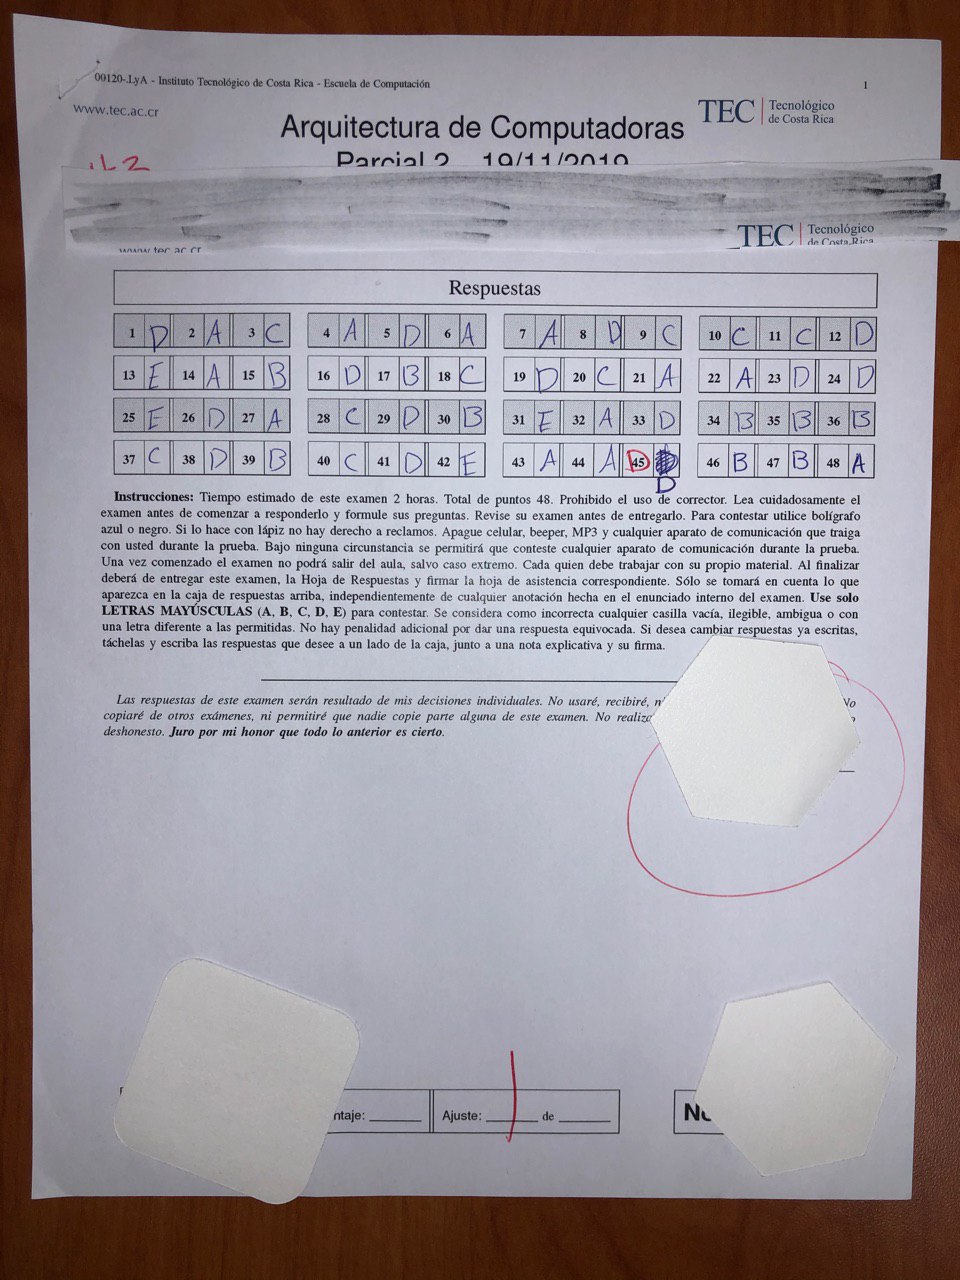 09120-J.yA - Instituto Tecnológico de Costa Rica - Escuela de Computación 1
www.tec.ac.cr
TEC | Tecnológico
de Costa Rica
Arquitectura de Computadoras
Parcial 2 19/11/2019
TEC | Tecnológico
de Costa Rica
www.tec.ac.cr
Respuestas
1 D 2 A 3 C 4 A 5 D 6 A 7 A 8 D 9 C 10 C 11 C 12 D
13 E 14 A 15 B 16 D 17 B 18 C 19 D 20 C 21 A 22 A 23 D 24 D
25 E 26 D 27 A 28 C 29 D 30 B 31 E 32 A 33 D 34 B 35 B 36 B
37 C 38 D 39 B 40 C 41 D 42 E 43 A 44 A D 45 46 B 47 B 48 A
D
Instrucciones: Tiempo estimado de este examen 2 horas. Total de puntos 48. Prohibido el uso de corrector. Lea cuidadosamente el
examen antes de comenzar a responderlo y formule sus preguntas. Revise su examen antes de entregarlo. Para contestar utilice bolígrafo
azul o negro. Si lo hace con lápiz no hay derecho a reclamos. Apague celular, beeper, MP3 y cualquier aparato de comunicación que traiga
con usted durante la prueba. Bajo ninguna circunstancia se permitirá que conteste cualquier aparato de comunicación durante la prueba.
Una vez comenzado el examen no podrá salir del aula, salvo caso extremo. Cada quien debe trabajar con su propio material. Al finalizar
deberá de entregar este examen, la Hoja de Respuestas y firmar la hoja de asistencia correspondiente. Sólo se tomará en cuenta lo que
aparezca en la caja de respuestas arriba, independientemente de cualquier anotación hecha en el enunciado interno del examen. Use solo
LETRAS MAYÚSCULAS (A, B, C, D, E) para contestar. Se considera como incorrecta cualquier casilla vacía, ilegible, ambigua o con
una letra diferente a las permitidas. No hay penalidad adicional por dar una respuesta equivocada. Si desea cambiar respuestas ya escritas,
táchelas y escriba las respuestas que desee a un lado de la caja, junto a una nota explicativa y su firma.
Las respuestas de este examen serán resultado de mis decisiones individuales. No usaré, recibiré, No
copiaré de otros exámenes, ni permitiré que nadie copie parte alguna de este examen. No
deshonesto. Juro por mi honor que todo lo anterior es cierto.
ntaje: Ajuste: de